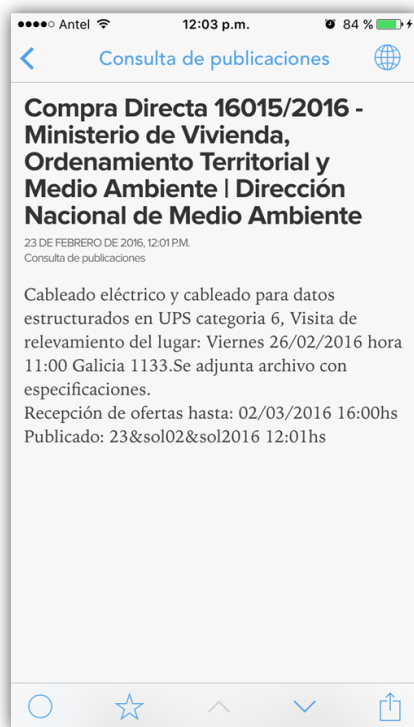 Antel 12:03 p.m. 84 %
Consulta de publicaciones
Compra Directa 16015/2016 -
Ministerio de Vivienda,
Ordenamiento Territorial y
Medio Ambiente | Dirección
Nacional de Medio Ambiente
23 DE FEBRERO DE 2016, 12:01 P.M.
Consulta de publicaciones
Cableado eléctrico y cableado para datos
estructurados en UPS categoria 6, Visita de
relevamiento del lugar: Viernes 26/02/2016 hora
11:00 Galicia 1133.Se adjunta archivo con
especificaciones.
Recepción de ofertas hasta: 02/03/2016 16:00hs
Publicado: 23&sol02&sol2016 12:01hs